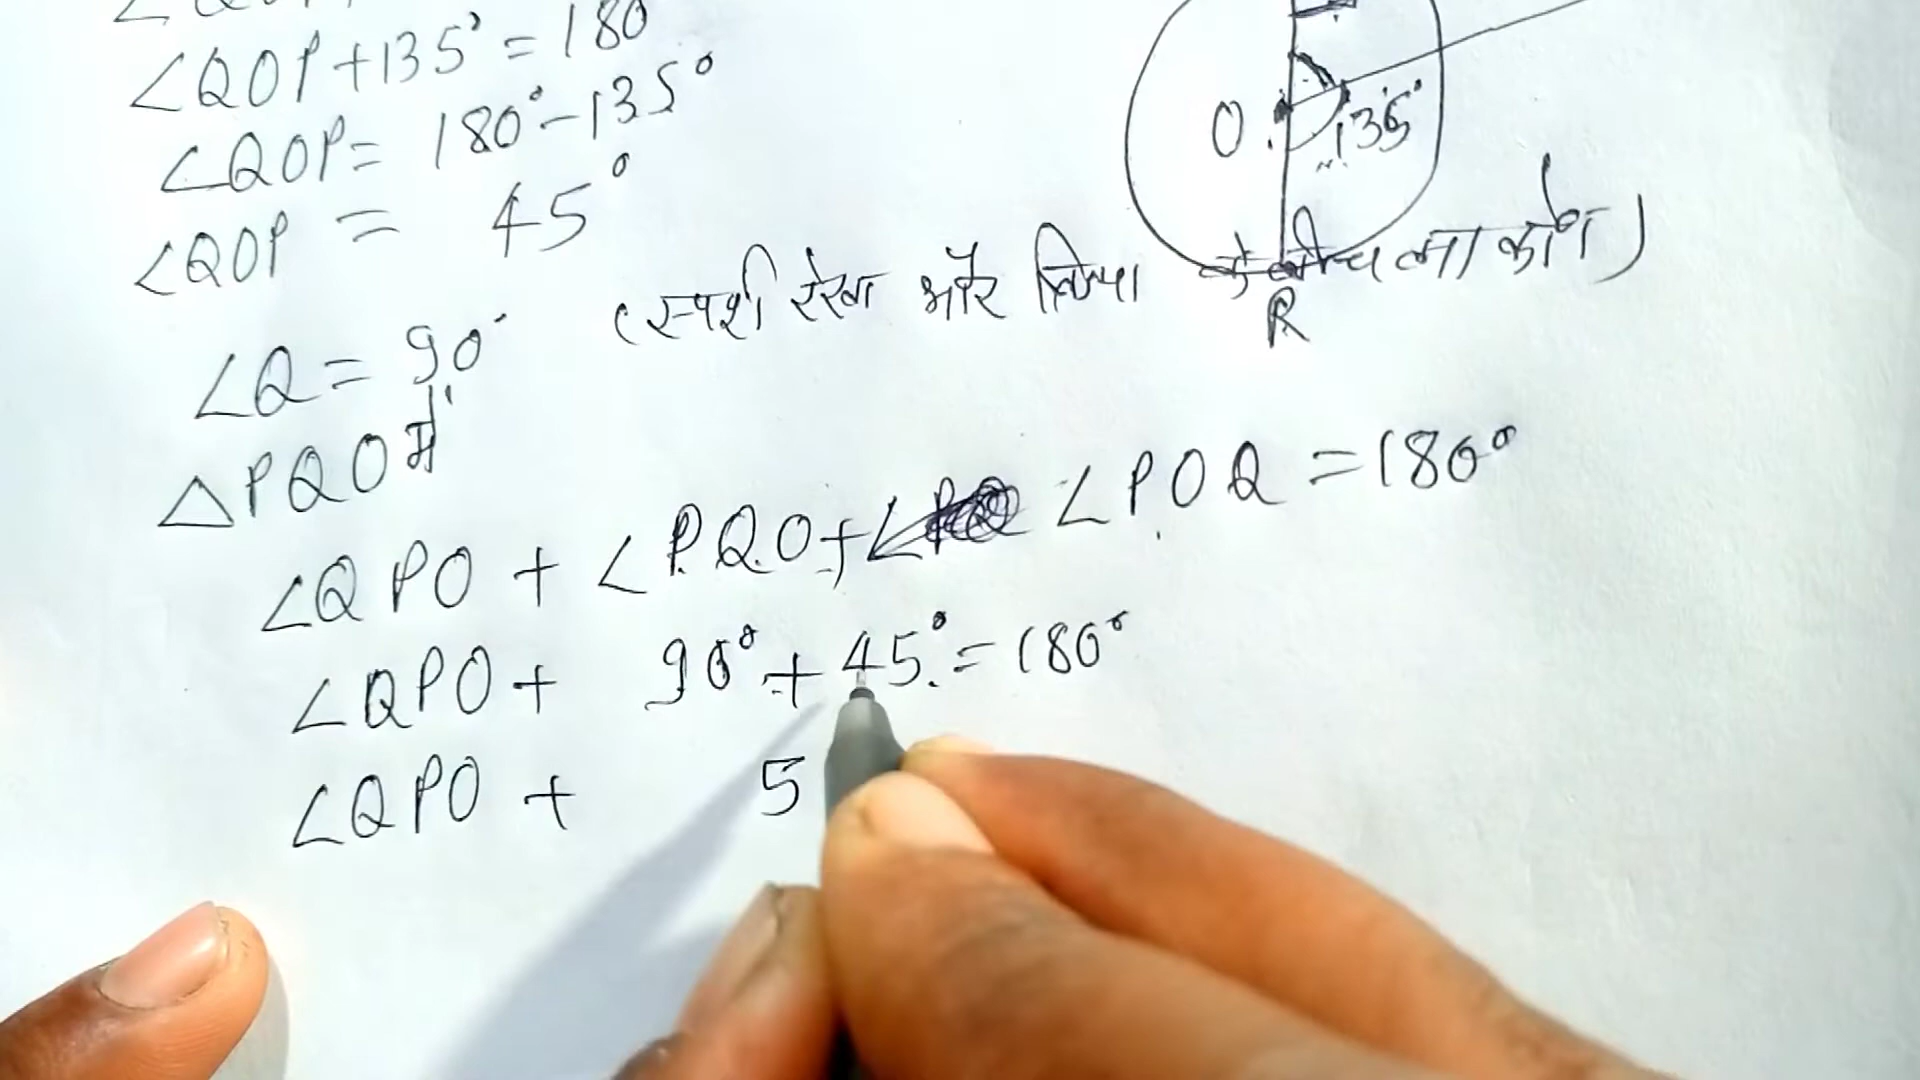 ∠QOP+135°=180
∠QOP= 180°-135°
∠QOP = 45°
∠Q= 90° (स्पर्श रेखा और त्रिज्या के बीच का कोण)
△PQO में
∠QPO + ∠PQO+ ∠POQ =180°
∠QPO + 90°+45°=180°
∠QPO + 5
O 135°
R